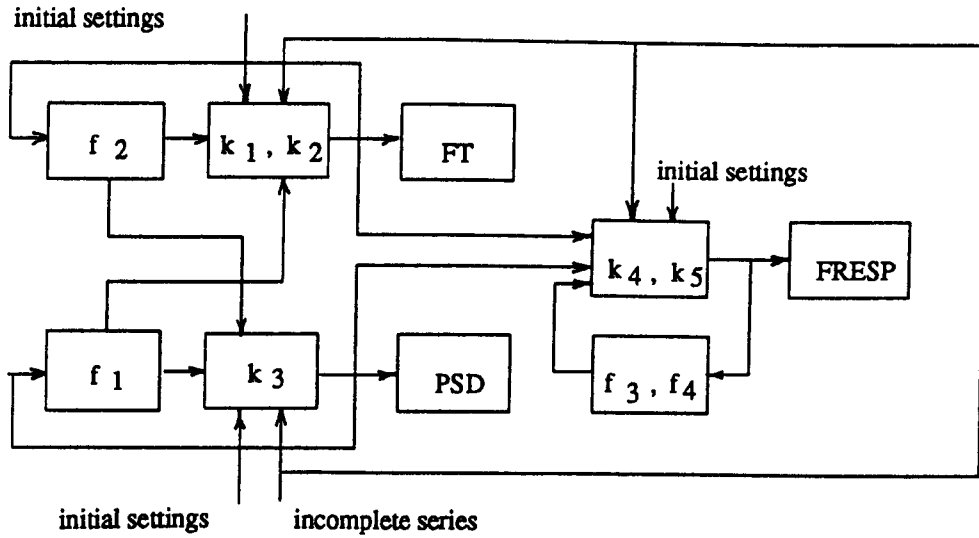 initial settings
f 2
k 1 , k 2
FT
initial settings
k 4 , k 5
FRESP
f 1
k 3
PSD
f 3 , f 4
initial settings
incomplete series